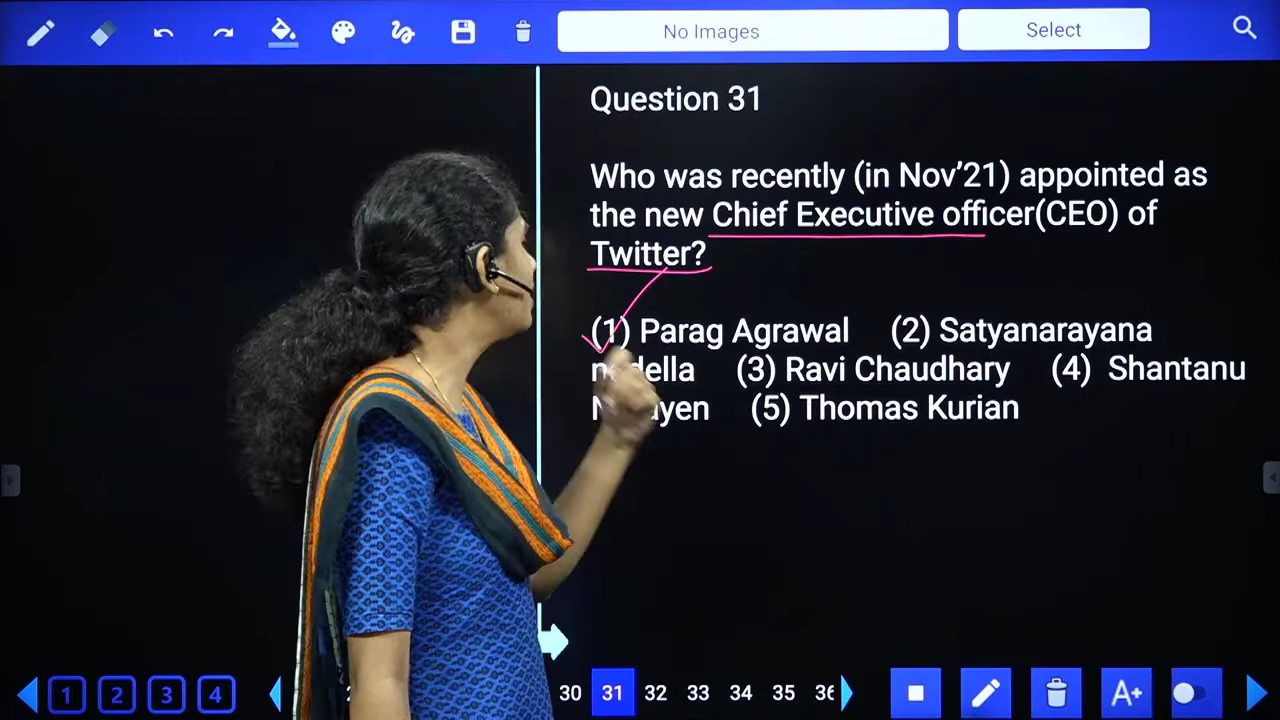 No Images
Select
Question 31
Who was recently (in Nov’21) appointed as
the new Chief Executive officer(CEO) of
Twitter?
(1) Parag Agrawal (2) Satyanarayana
(3) Ravi Chaudhary (4) Shantanu
(5) Thomas Kurian
1 2 3 4 30 31 32 33 34 35 A+